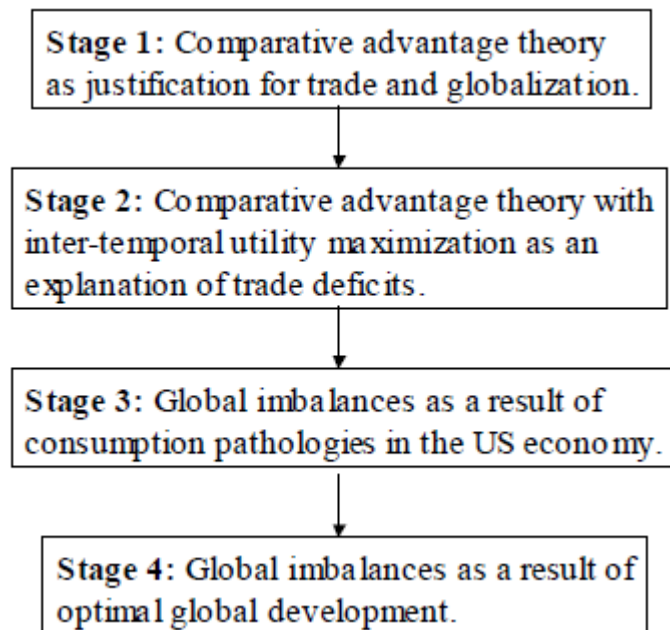 Stage 1: Comparative advantage theory
as justification for trade and globalization.
Stage 2: Comparative advantage theory with
inter-temporal utility maximization as an
explanation of trade deficits.
Stage 3: Global imbalances as a result of
consumption pathologies in the US economy.
Stage 4: Global imbalances as a result of
optimal global development.